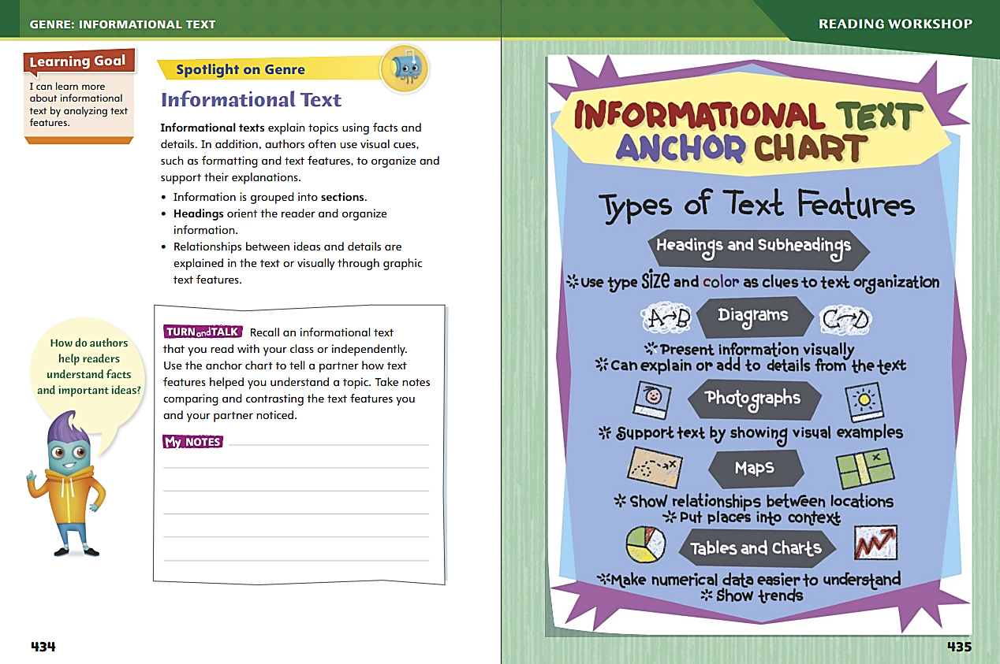 GENRE: INFORMATIONAL TEXT
Learning Goal
I can learn more
about informational
text by analyzing text
features.
Spotlight on Genre
Informational Text
Informational texts explain topics using facts and
details. In addition, authors often use visual cues,
such as formatting and text features, to organize and
support their explanations.
• Information is grouped into sections.
• Headings orient the reader and organize
information.
• Relationships between ideas and details are
explained in the text or visually through graphic
text features.
How do authors
help readers
understand facts
and important ideas?
TURN and TALK Recall an informational text
that you read with your class or independently.
Use the anchor chart to tell a partner how text
features helped you understand a topic. Take notes
comparing and contrasting the text features you
and your partner noticed.
My NOTES
434
READING WORKSHOP
INFORMATIONAL TEXT
ANCHOR CHART
Types of Text Features
Headings and Subheadings
Use type size and color as clues to text organization
A→B Diagrams C→D
Present information visually
Can explain or add to details from the text
Photographs
Support text by showing visual examples
Maps
Show relationships between locations
Put places into context
Tables and Charts
Make numerical data easier to understand
Show trends
435